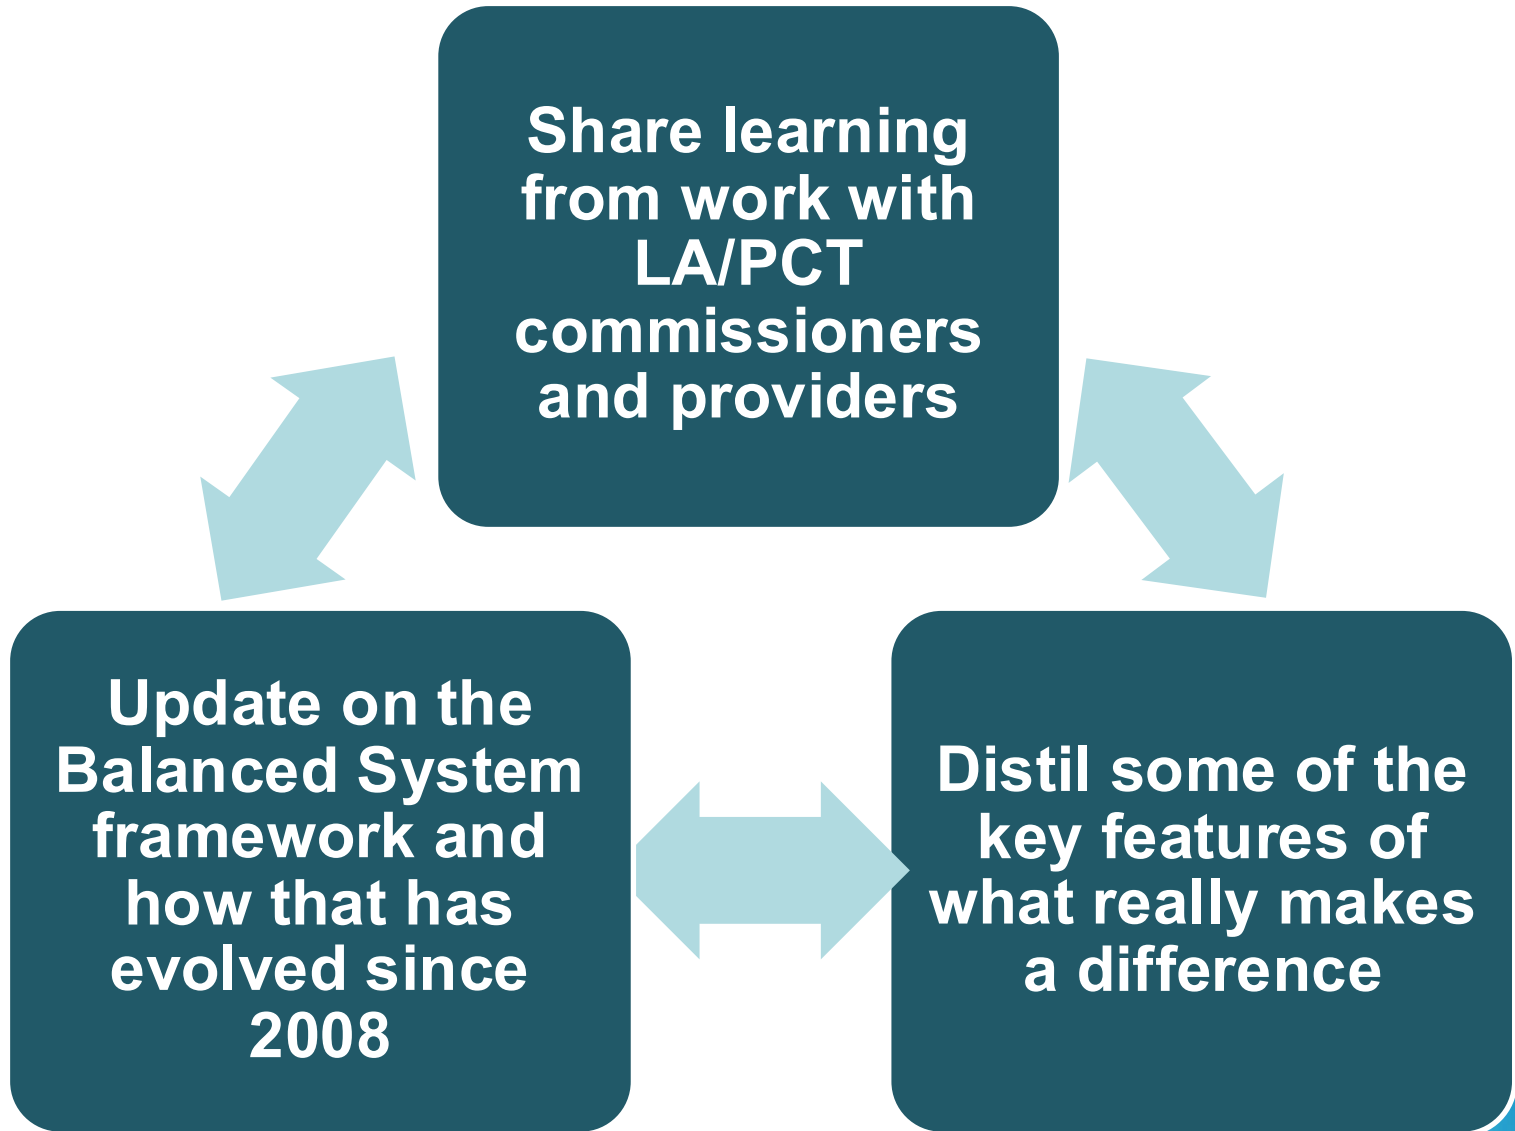 Share learning
from work with
LA/PCT
commissioners
and providers
Update on the
Balanced System
framework and
how that has
evolved since
2008
Distil some of the
key features of
what really makes
a difference